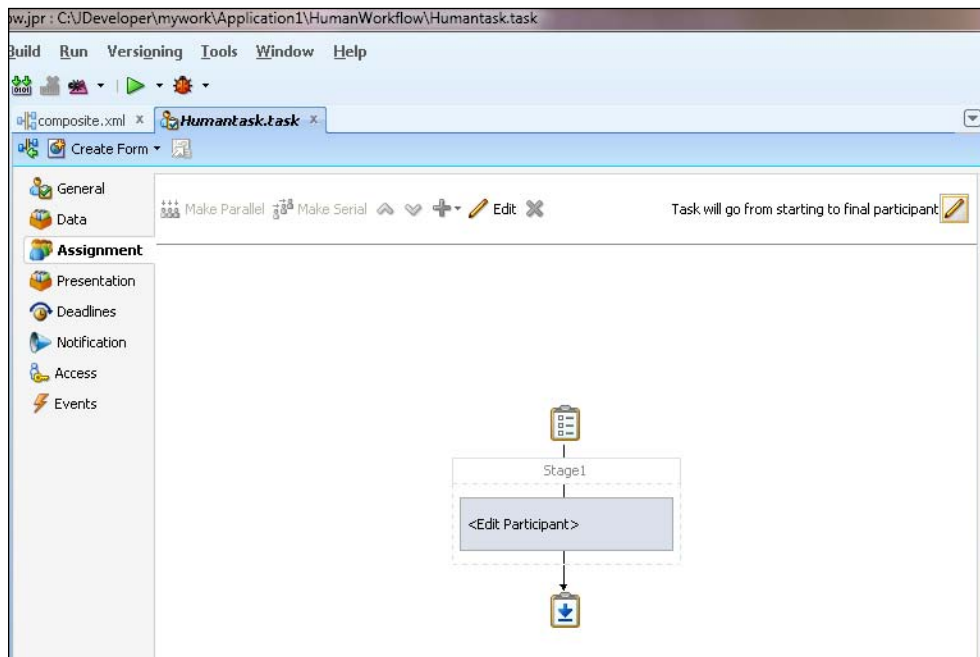 ow.jpr : C:\JDeveloper\mywork\Application1\HumanWorkflow\Humantask.task
Build Run Versioning Tools Window Help
composite.xml Humantask.task
Create Form
General
Data
Assignment
Presentation
Deadlines
Notification
Access
Events
Make Parallel Make Serial Edit Task will go from starting to final participant
Stage1
<Edit Participant>